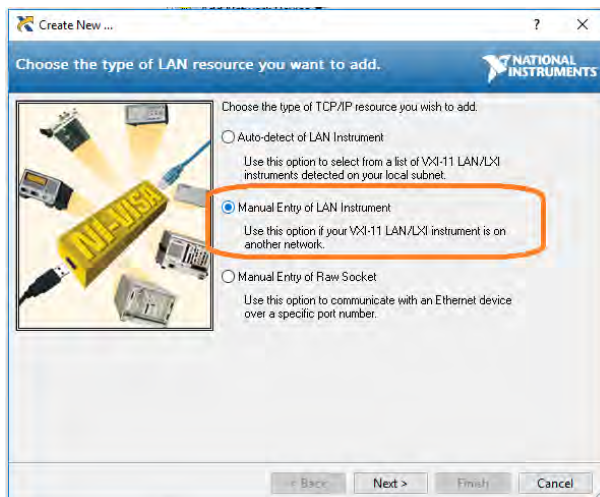 Create New ...
? ×
Choose the type of LAN resource you want to add.
NATIONAL
INSTRUMENTS
Choose the type of TCP/IP resource you wish to add.
Auto-detect of LAN Instrument
Use this option to select from a list of VXI-11 LAN/LXI
instruments detected on your local subnet.
Manual Entry of LAN Instrument
Use this option if your VXI-11 LAN/LXI instrument is on
another network.
Manual Entry of Raw Socket
Use this option to communicate with an Ethernet device
over a specific port number.
NI-VISA
< Back
Next >
Finish
Cancel